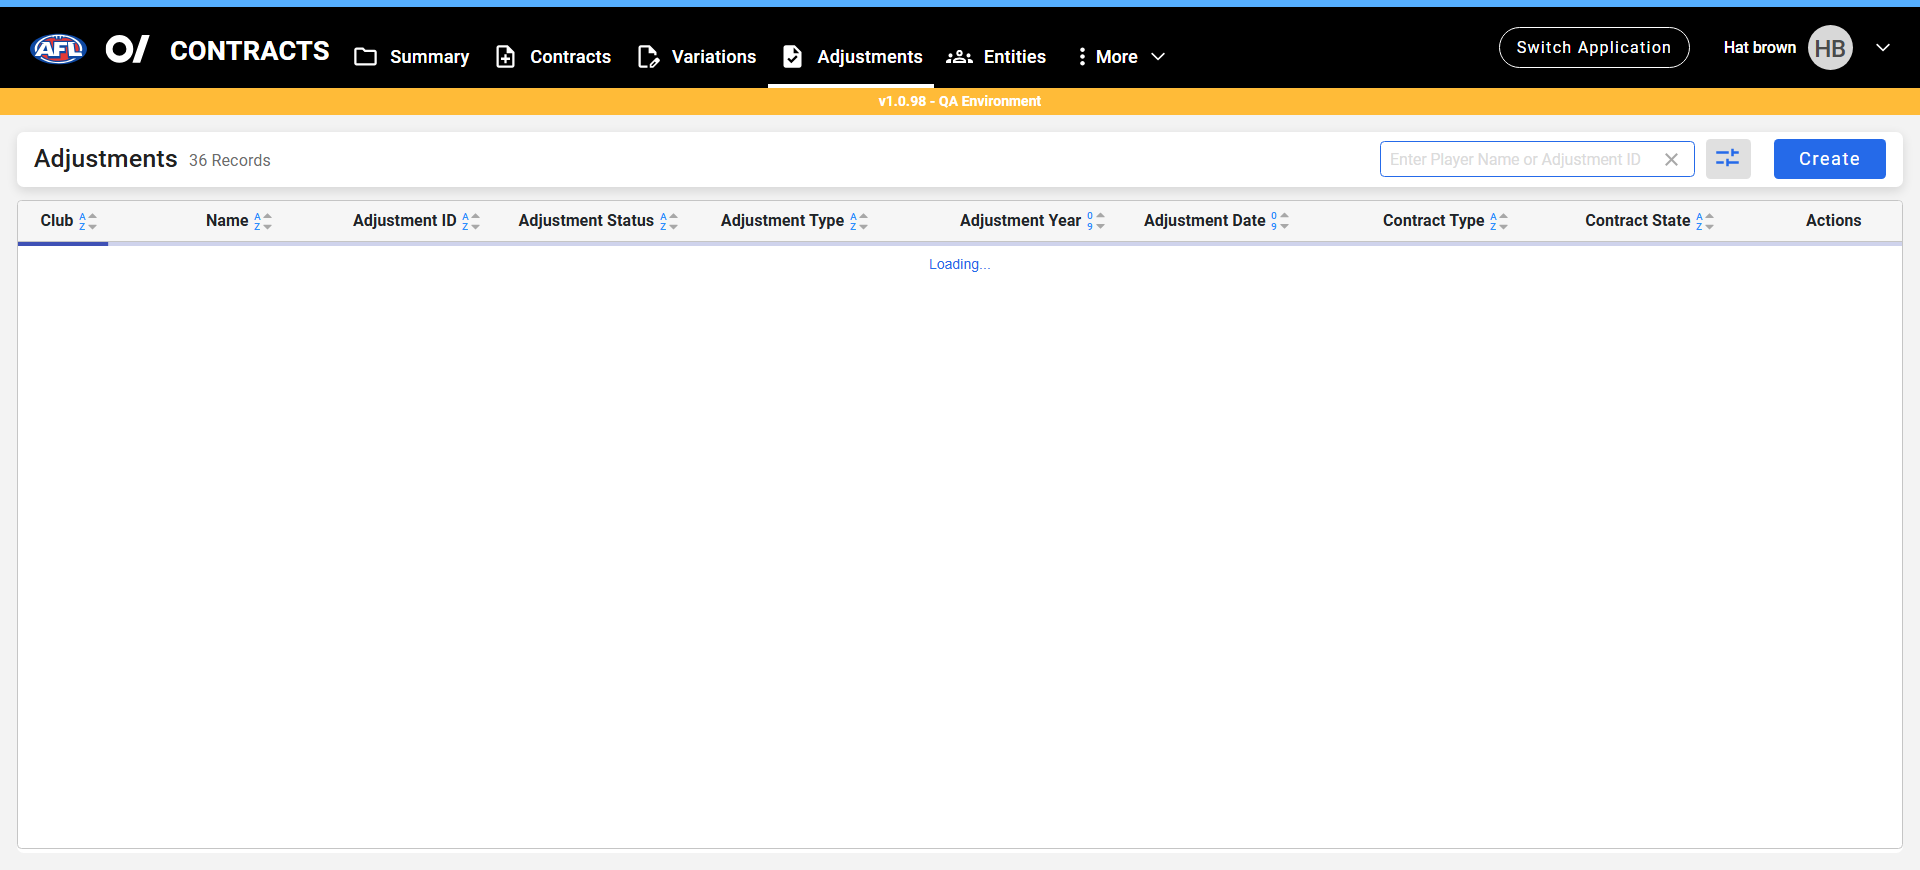 AFL CONTRACTS Summary Contracts Variations Adjustments Entities More Switch Application Hat brown HB
v1.0.98 - QA Environment
Adjustments 36 Records Enter Player Name or Adjustment ID Create
Club Name Adjustment ID Adjustment Status Adjustment Type Adjustment Year Adjustment Date Contract Type Contract State Actions
Loading...